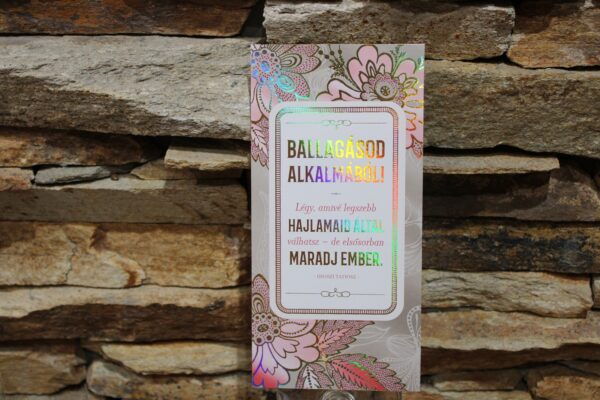 BALLAGÁSOD
ALKALMÁBÓL!
Légy, amivé legszebb
HAJLAMAID ÁLTAL
válhatsz – de elsősorban
MARADJ EMBER.